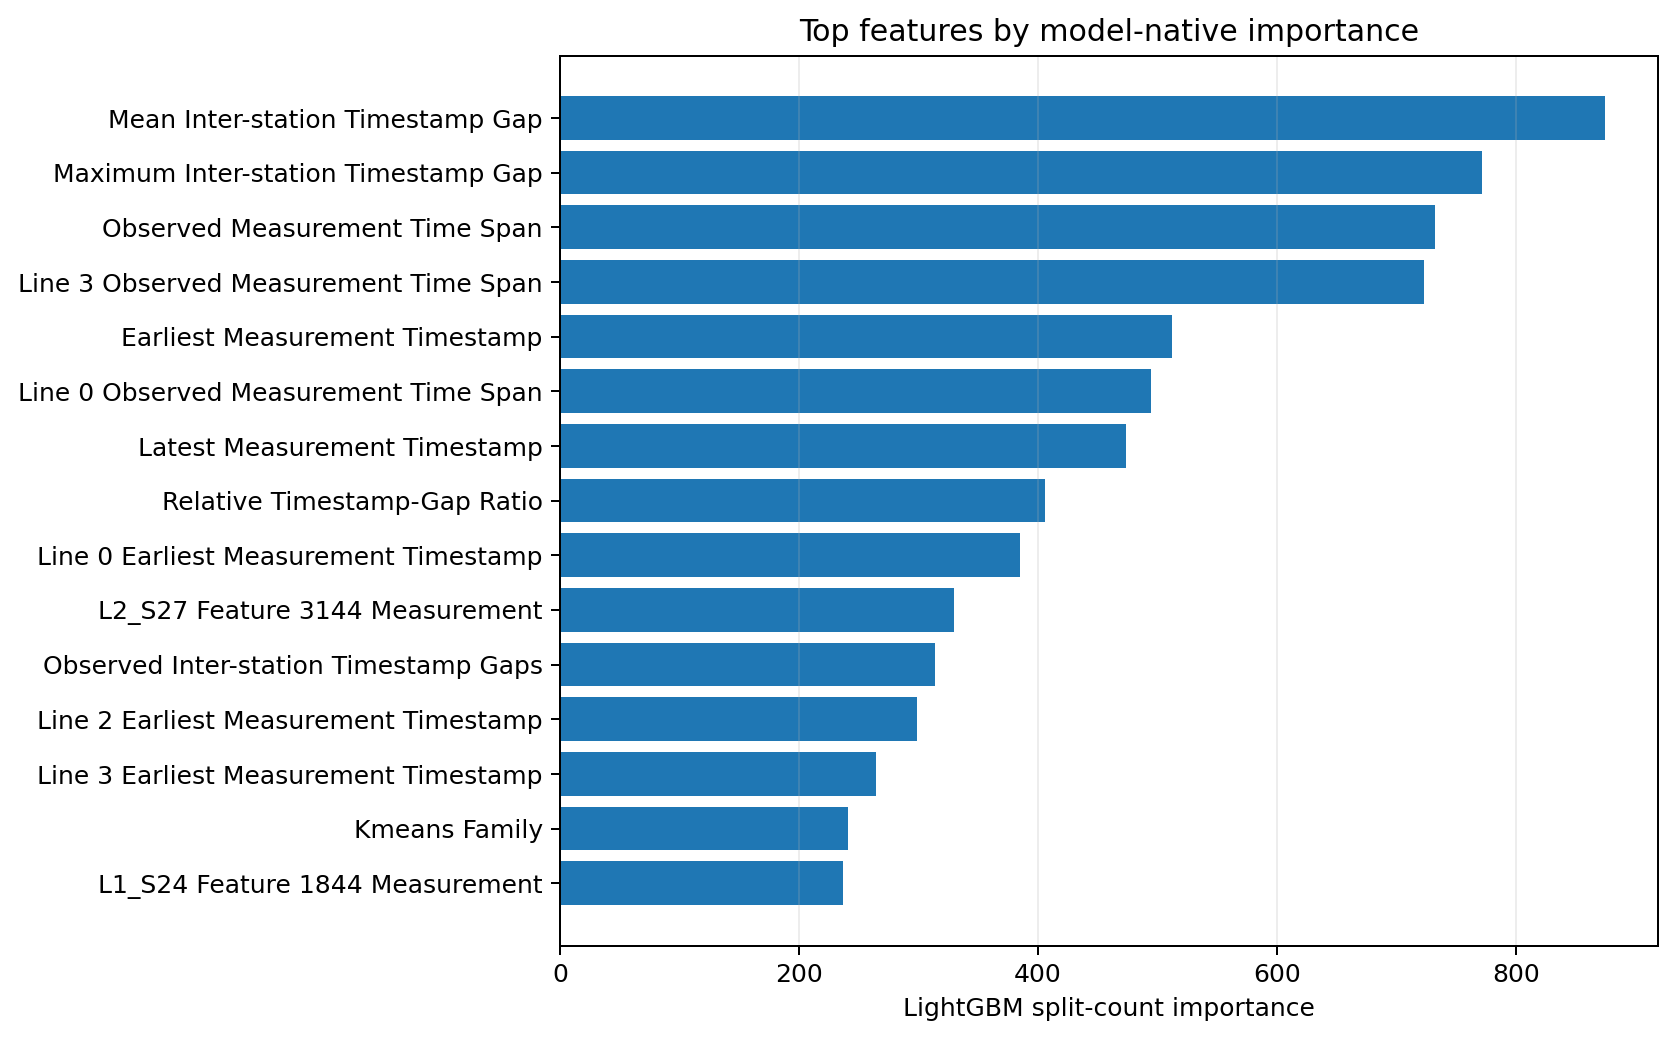 Top features by model-native importance
Mean Inter-station Timestamp Gap
Maximum Inter-station Timestamp Gap
Observed Measurement Time Span
Line 3 Observed Measurement Time Span
Earliest Measurement Timestamp
Line 0 Observed Measurement Time Span
Latest Measurement Timestamp
Relative Timestamp-Gap Ratio
Line 0 Earliest Measurement Timestamp
L2_S27 Feature 3144 Measurement
Observed Inter-station Timestamp Gaps
Line 2 Earliest Measurement Timestamp
Line 3 Earliest Measurement Timestamp
Kmeans Family
L1_S24 Feature 1844 Measurement
0 200 400 600 800
LightGBM split-count importance